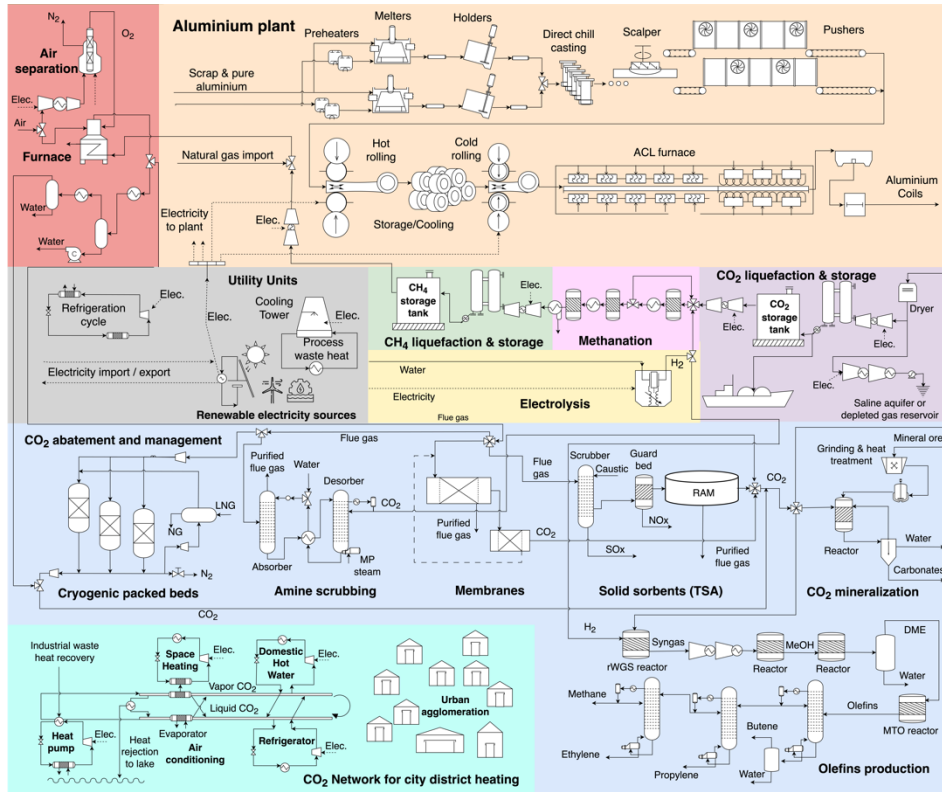 N₂
O₂
Air
separation
Elec.
Air
Furnace
Water
Water
C
Aluminium plant
Preheaters
Melters
Holders
Direct chill
casting
Scalper
Pushers
Scrap & pure
aluminium
Natural gas import
Hot
rolling
Cold
rolling
ACL furnace
Aluminium
Coils
Storage/Cooling
Electricity
to plant
Elec.
Utility Units
Refrigeration
cycle
Elec.
Elec.
Cooling
Tower
Elec.
Process
waste heat
Electricity import / export
Renewable electricity sources
CH₄
storage
tank
Elec.
CH₄ liquefaction & storage
Methanation
CO₂ liquefaction & storage
Elec.
CO₂
storage
tank
Elec.
Dryer
Elec.
Saline aquifer or
depleted gas reservoir
Water
H₂
Electricity
Electrolysis
Flue gas
CO₂ abatement and management
Flue gas
LNG
NG
N₂
Cryogenic packed beds
CO₂
Purified
flue gas
Water
Desorber
CO₂
Absorber
MP
steam
Amine scrubbing
Purified
flue gas
CO₂
Membranes
Flue
gas
Scrubber
Caustic
Guard
bed
RAM
NOx
SOx
Purified
flue gas
Solid sorbents (TSA)
CO₂
Mineral ore
Grinding & heat
treatment
Reactor
Water
Carbonates
CO₂ mineralization
H₂
Syngas
rWGS reactor
Reactor
MeOH
Reactor
DME
Water
MTO reactor
Olefins
Butene
Water
Propylene
Methane
Ethylene
Olefins production
Industrial waste
heat recovery
Space
Heating
Elec.
Domestic
Hot
Water
Elec.
Vapor CO₂
Liquid CO₂
Urban
agglomeration
Heat
pump
Elec.
Heat
rejection
to lake
Evaporator
Air
conditioning
Refrigerator
Elec.
CO₂ Network for city district heating